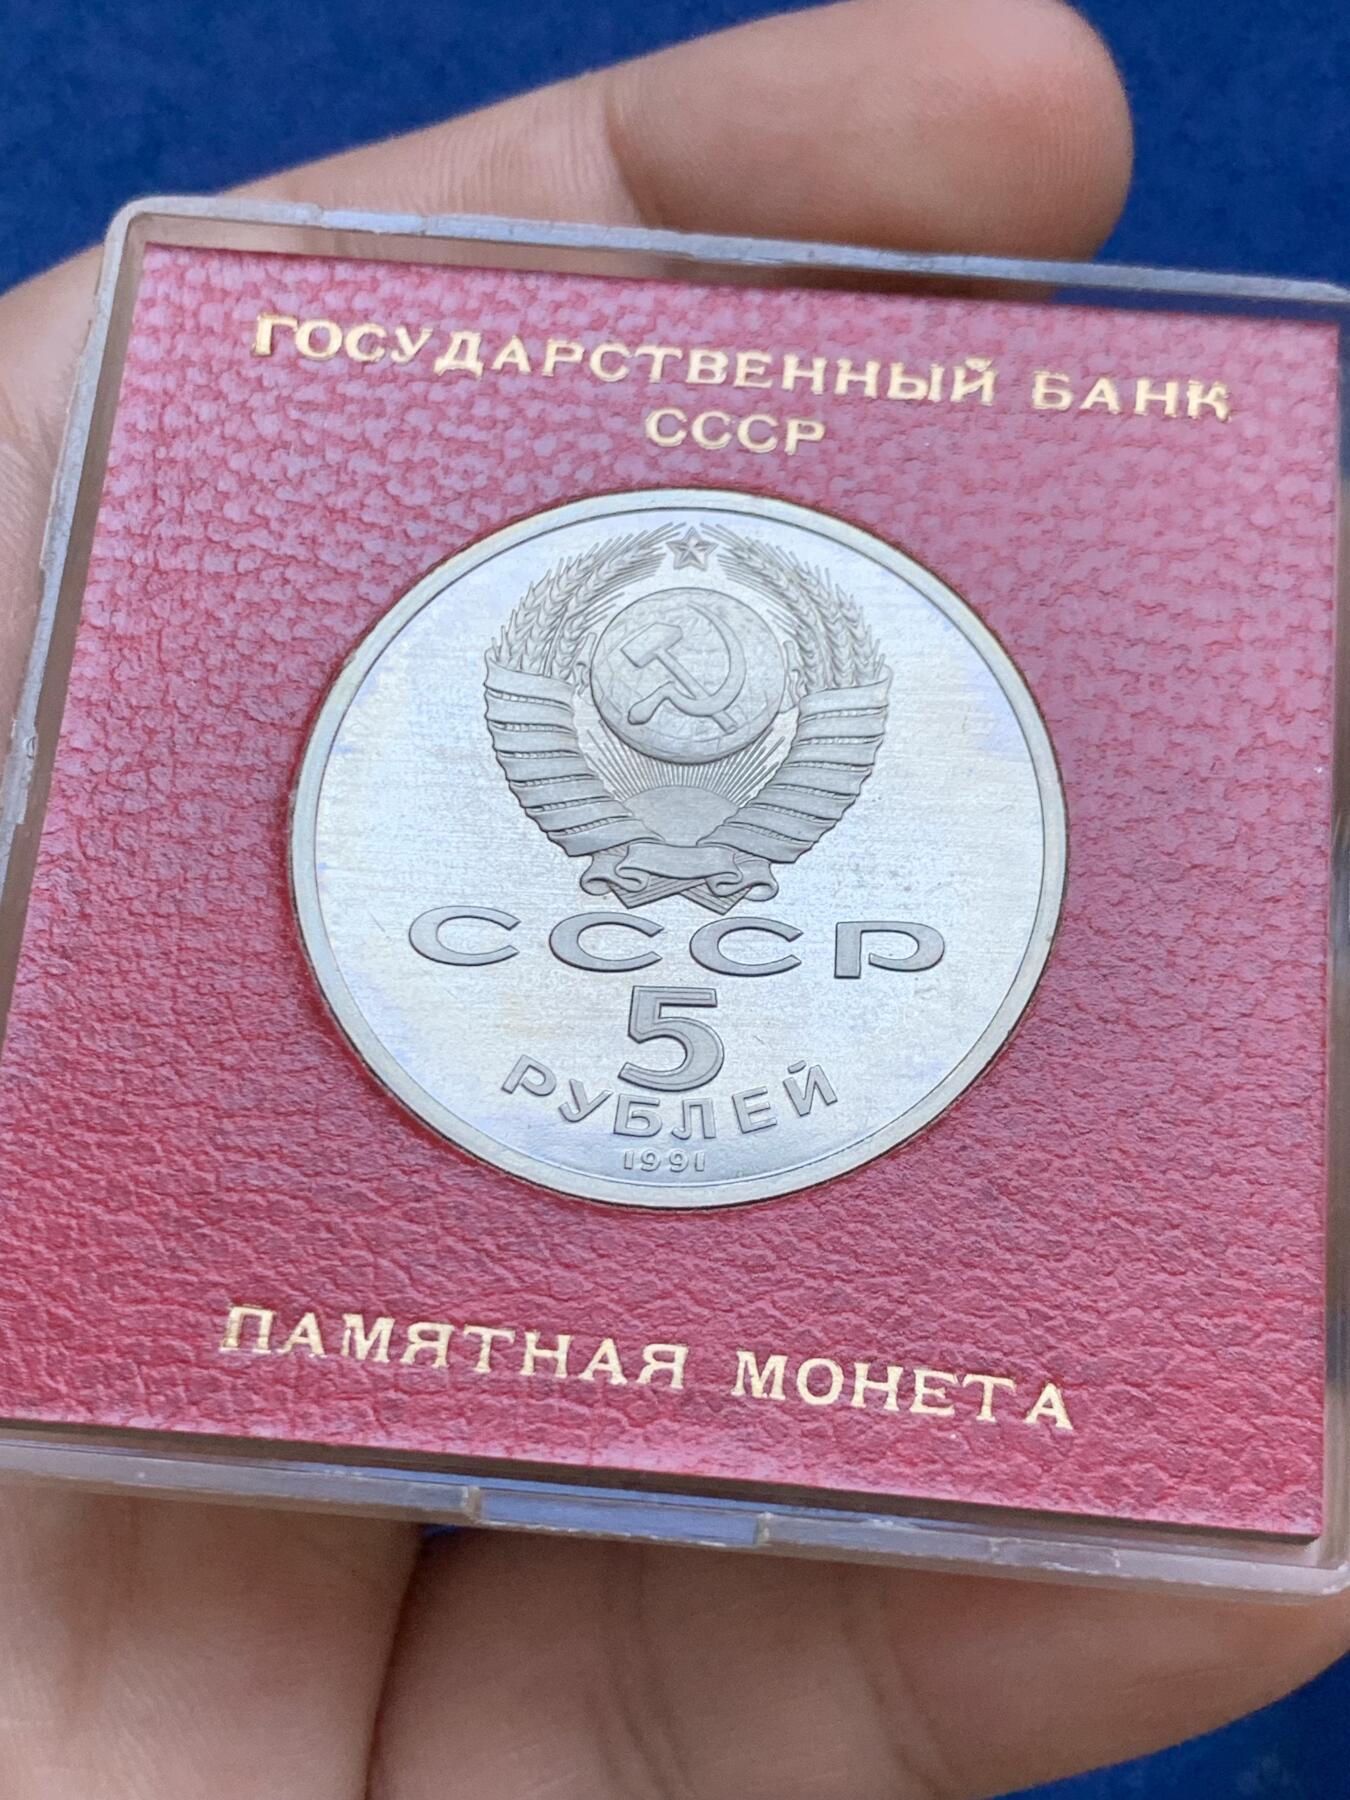 ГОСУДАРСТВЕННЫЙ БАНК
СССР
СССР
5
РУБЛЕЙ
1991
ПАМЯТНАЯ МОНЕТА